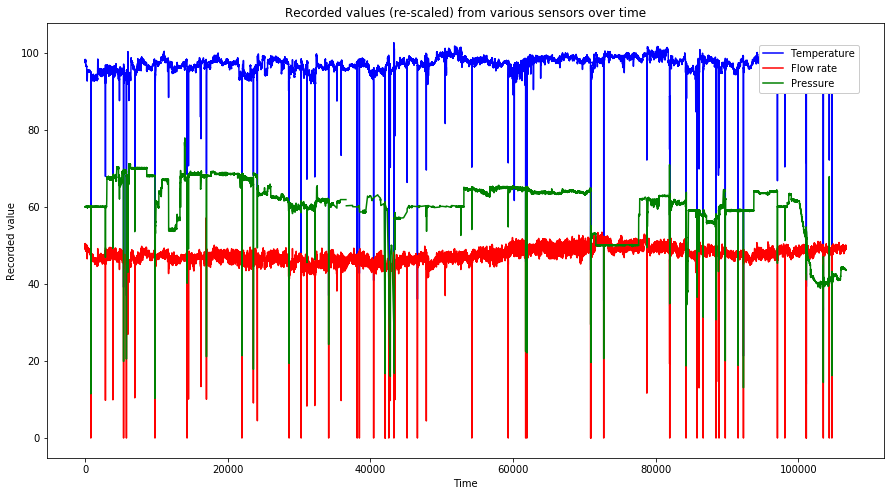 Recorded values (re-scaled) from various sensors over time
Temperature
Flow rate
Pressure
100
80
60
40
20
0
Recorded value
0
20000
40000
60000
80000
100000
Time